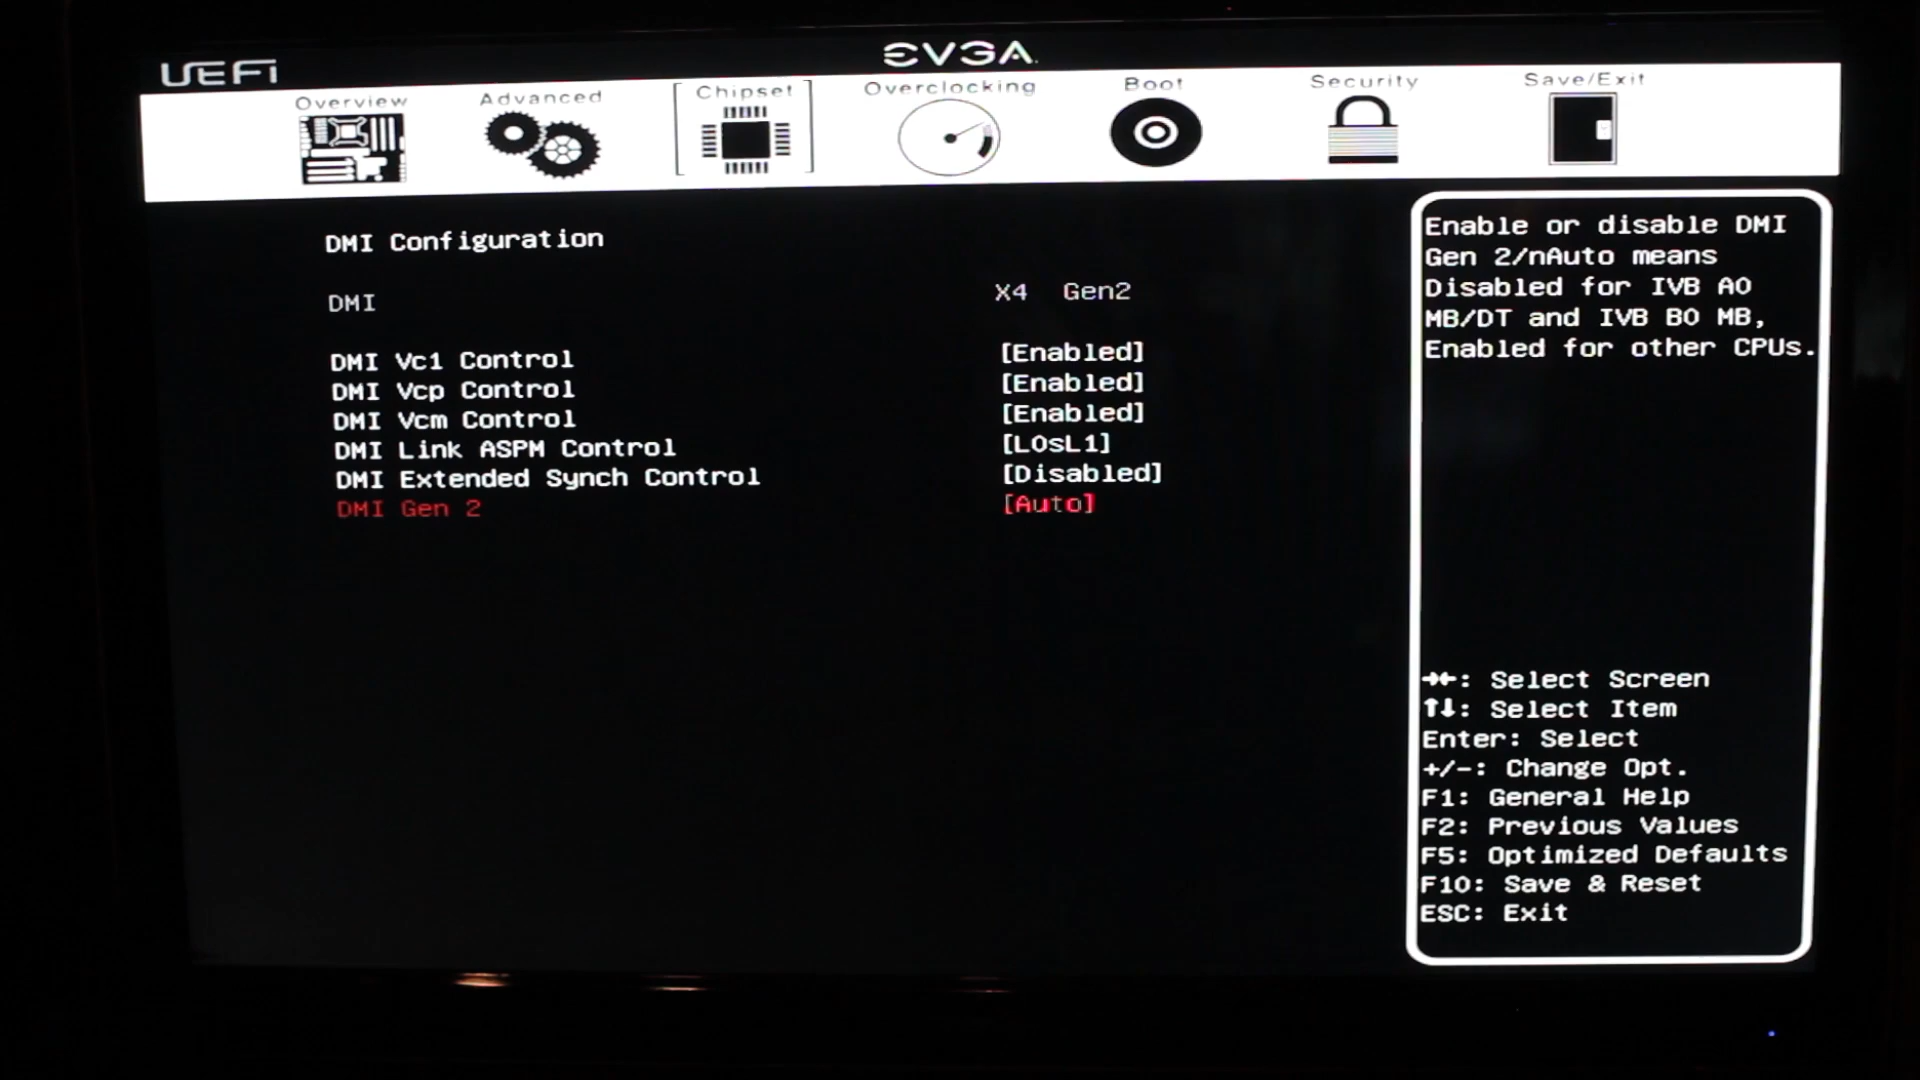 UEFI
EVGA
Overview
Advanced
Chipset
Overclocking
Boot
Security
Save/Exit
DMI Configuration
DMI X4 Gen2
DMI Vc1 Control [Enabled]
DMI Vcp Control [Enabled]
DMI Vcm Control [Enabled]
DMI Link ASPM Control [L0sL1]
DMI Extended Synch Control [Disabled]
DMI Gen 2 [Auto]
Enable or disable DMI
Gen 2/nAuto means
Disabled for IVB A0
MB/DT and IVB B0 MB,
Enabled for other CPUs.
→←: Select Screen
↑↓: Select Item
Enter: Select
+/-: Change Opt.
F1: General Help
F2: Previous Values
F5: Optimized Defaults
F10: Save & Reset
ESC: Exit